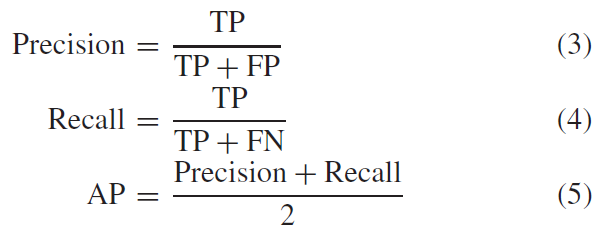 Precision = TP / TP + FP (3)
Recall = TP / TP + FN (4)
AP = Precision + Recall / 2 (5)